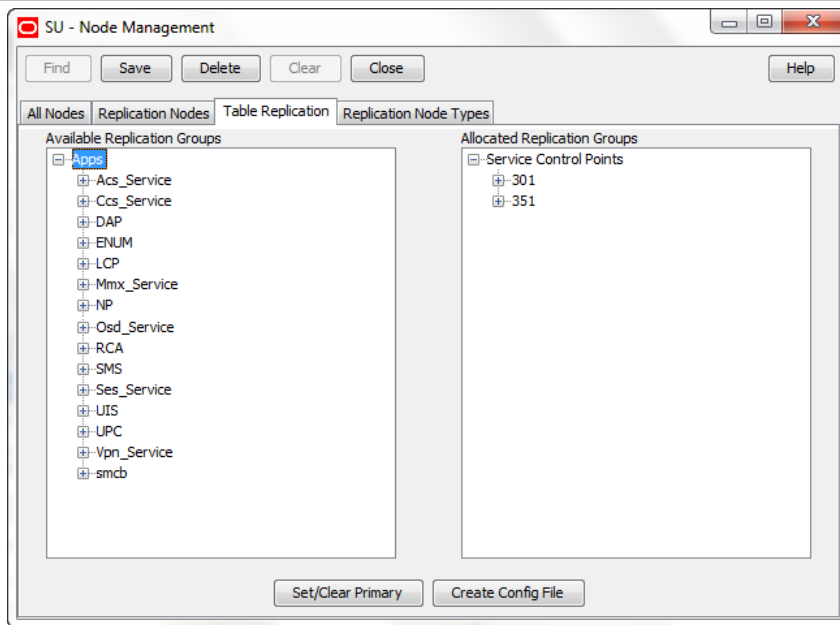 SU - Node Management
Find Save Delete Clear Close Help
All Nodes Replication Nodes Table Replication Replication Node Types
Available Replication Groups
Apps
Acs_Service
Ccs_Service
DAP
ENUM
LCP
Mmx_Service
NP
Osd_Service
RCA
SMS
Ses_Service
UIS
UPC
Vpn_Service
smcb
Allocated Replication Groups
Service Control Points
301
351
Set/Clear Primary Create Config File